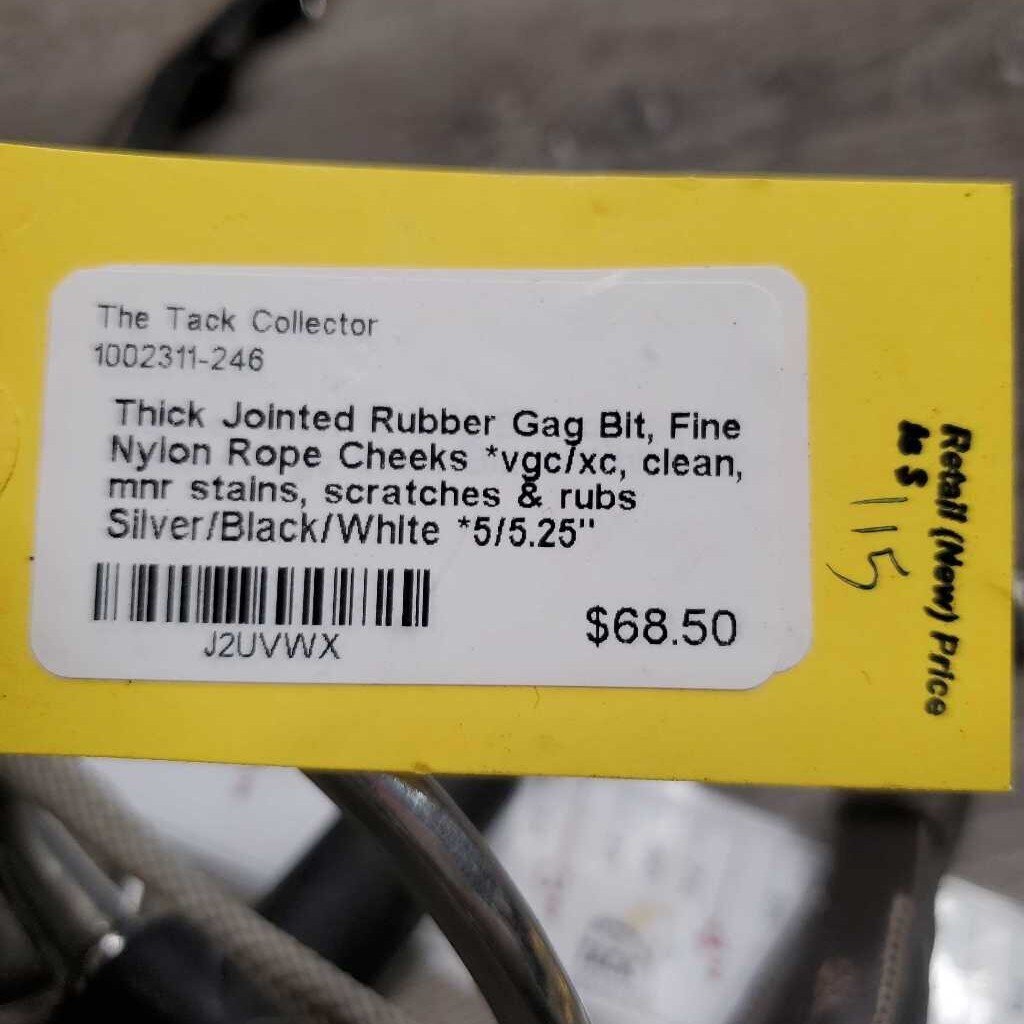 The Tack Collector
1002311-246
Thick Jointed Rubber Gag Bit, Fine
Nylon Rope Cheeks *vgc/xc, clean,
mnr stains, scratches & rubs
Silver/Black/White *5/5.25"
J2UVWX
$68.50
Retail (New) Price
$
115